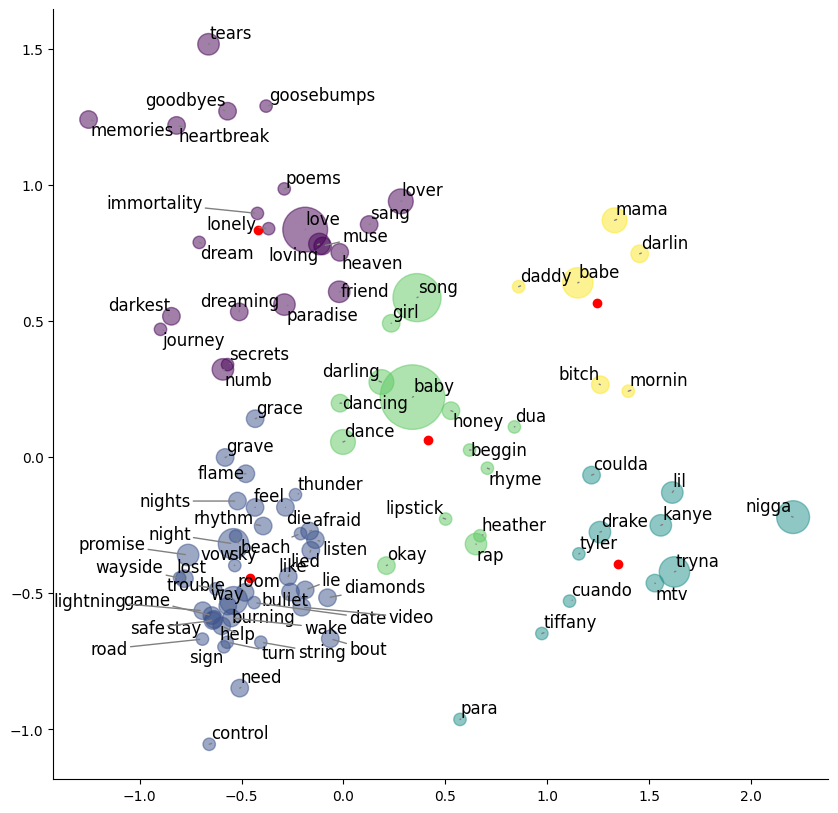 tears
1.5
goodbyes
goosebumps
memories
heartbreak
poems
1.0
immortality
lover
mama
lonely
love
sang
darlin
muse
dream
loving
heaven
daddy
babe
darkest
dreaming
friend
song
0.5
paradise
girl
journey
secrets
darling
bitch
mornin
numb
baby
grace
dancing
honey
dua
dance
0.0
grave
beggin
coulda
flame
rhyme
lil
thunder
nights
feel
lipstick
nigga
rhythm
die
afraid
heather
drake
kanye
night
promise
beach
listen
rap
tyler
vow
sky
lied
okay
tryna
wayside
lost
room
like
cuando
−0.5
trouble
lie
diamonds
mtv
lightning
game
way
bullet
tiffany
burning
date
video
safe
stay
help
wake
road
sign
turn
string
bout
need
para
−1.0
control
−1.0
−0.5
0.0
0.5
1.0
1.5
2.0